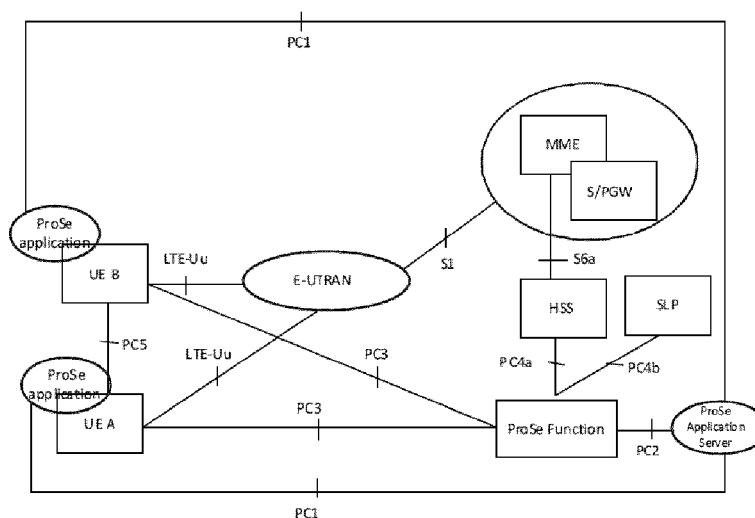 PC1
MME
S/PGW
ProSe
application
UE B
LTE-Uu
E-UTRAN
S1
S6a
HSS
SLP
PC5
LTE-Uu
PC3
PC4a
PC4b
ProSe
application
UE A
PC3
ProSe Function
PC2
ProSe
Application
Server
PC1